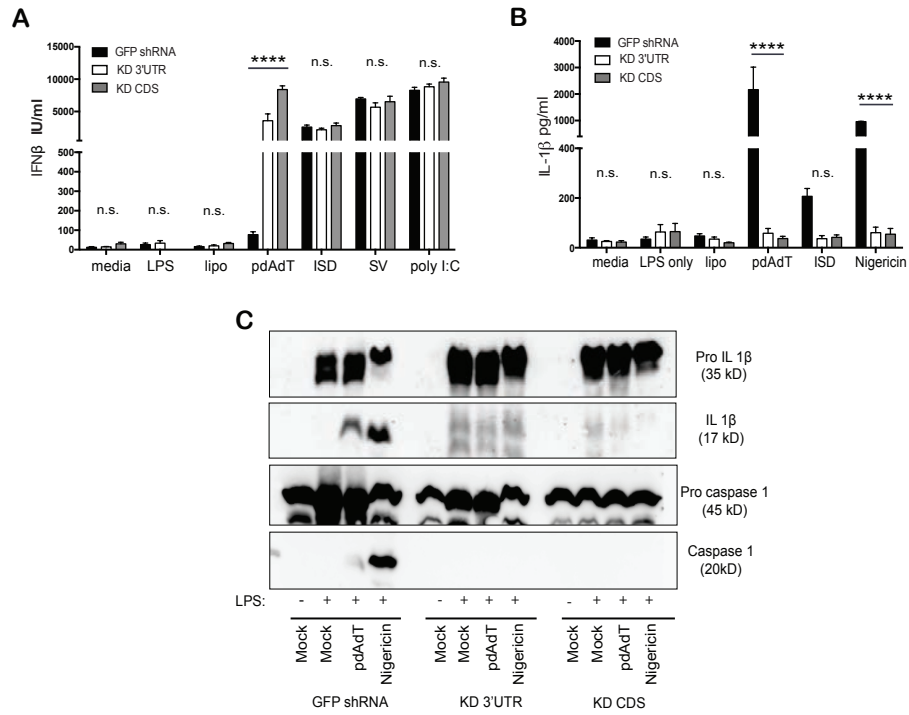 A
IFNβ IU/ml
15000
10000
5000
500
400
300
200
100
0
GFP shRNA
KD 3'UTR
KD CDS
n.s.
n.s.
n.s.
****
n.s.
n.s.
n.s.
media LPS lipo pdAdT ISD SV poly I:C
B
IL-1β pg/ml
4000
3000
2000
1000
400
200
0
GFP shRNA
KD 3'UTR
KD CDS
n.s.
n.s.
n.s.
****
n.s.
****
media LPS only lipo pdAdT ISD Nigericin
C
Pro IL 1β
(35 kD)
IL 1β
(17 kD)
Pro caspase 1
(45 kD)
Caspase 1
(20kD)
LPS: - + + + - + + + - + + +
Mock Mock pdAdT Nigericin Mock Mock pdAdT Nigericin Mock Mock pdAdT Nigericin
GFP shRNA KD 3'UTR KD CDS